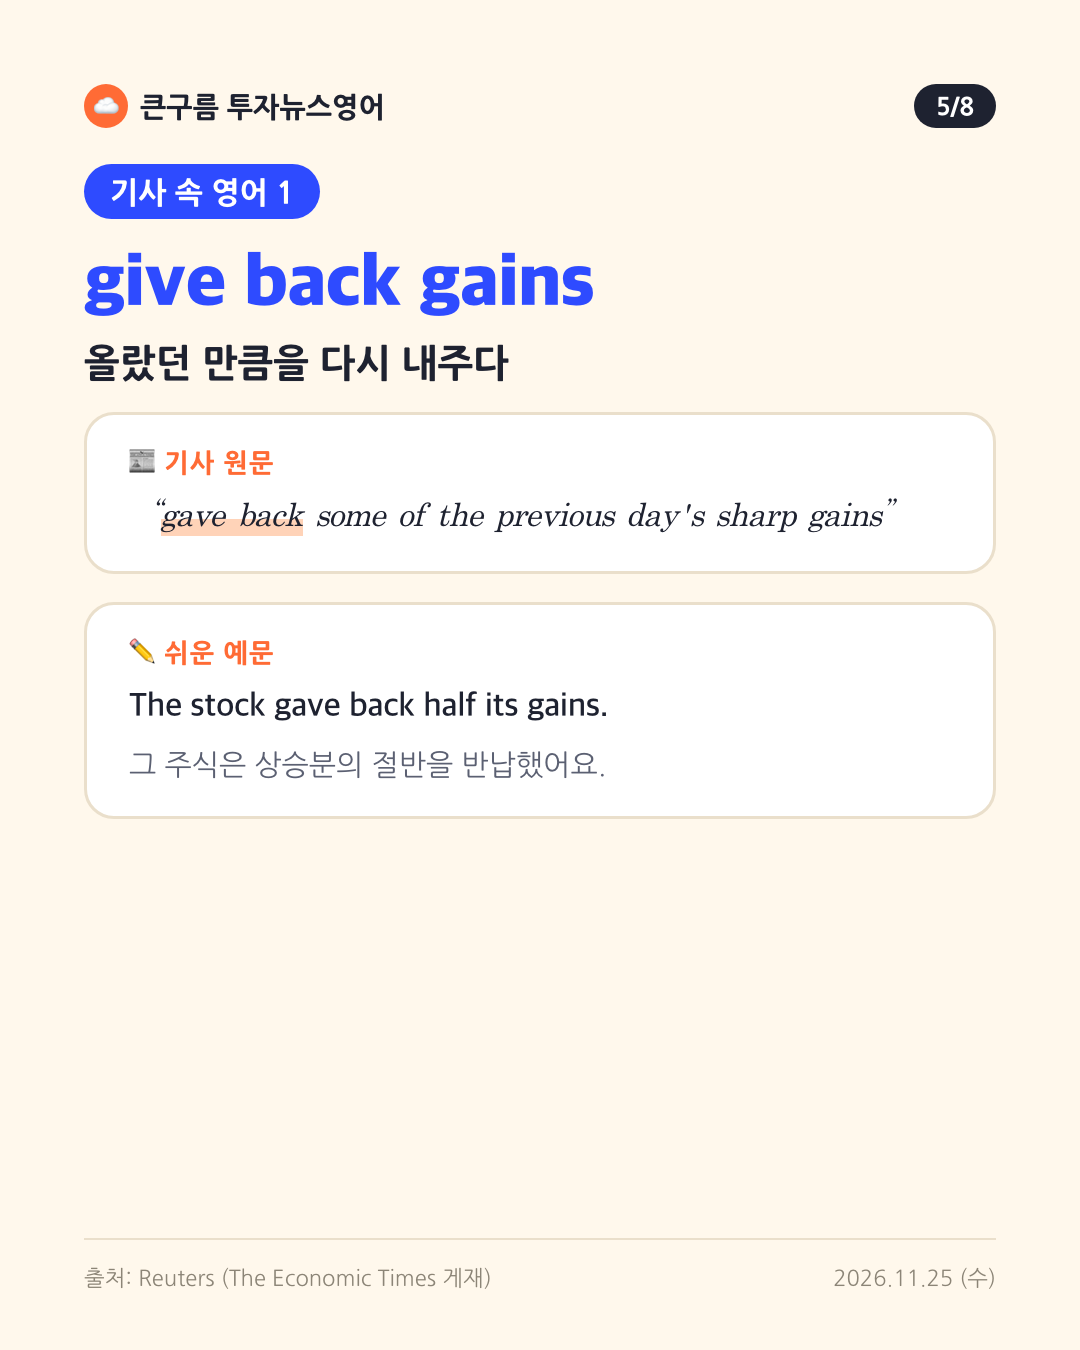 큰구름 투자뉴스영어
5/8
기사 속 영어 1
give back gains
올랐던 만큼을 다시 내주다
기사 원문
“gave back some of the previous day's sharp gains”
쉬운 예문
The stock gave back half its gains.
그 주식은 상승분의 절반을 반납했어요.
출처: Reuters (The Economic Times 게재)
2026.11.25 (수)